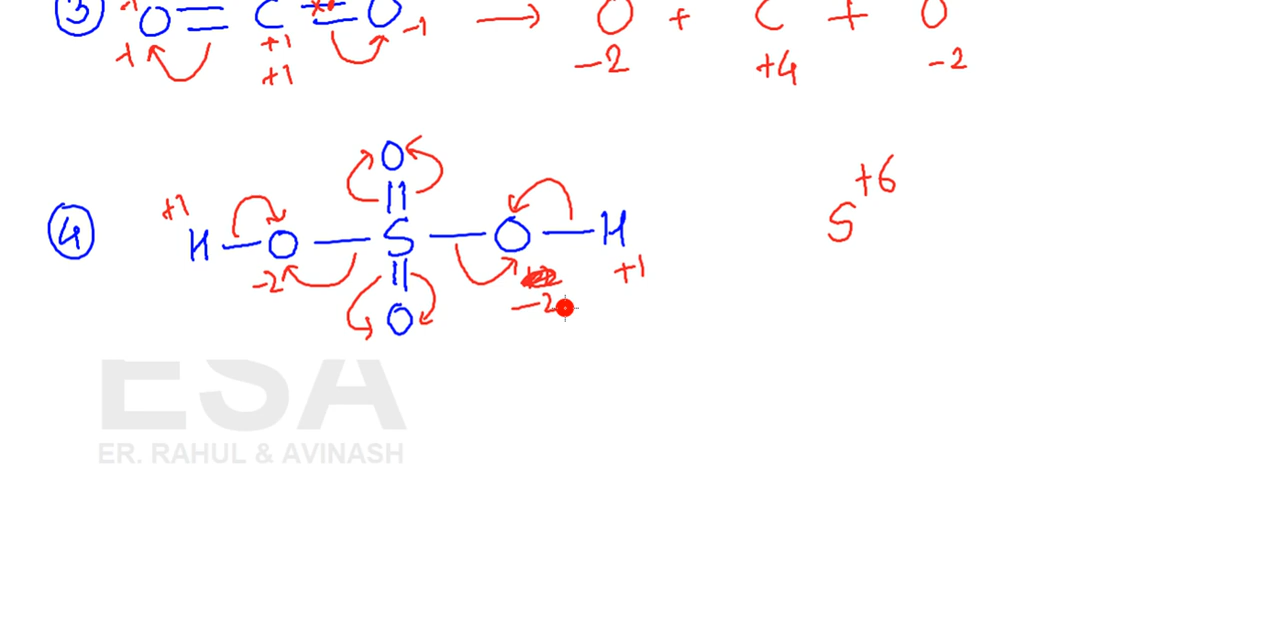 ③ -1 O = C = O -1 → O + C + O
-1 +1 -2 +4 -2
+1
O
+6
+1 S
④ H — O — S — O — H
-2 +1
-2
O
ESA
ER. RAHUL & AVINASH